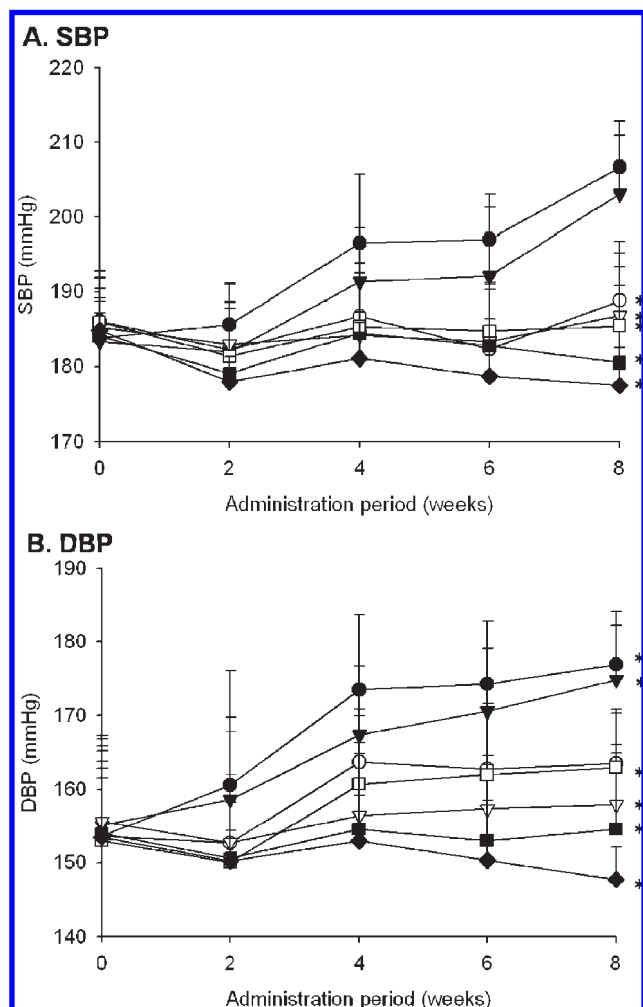 A. SBP
220
210
200
190
180
170
SBP (mmHg)
*
*
*
*
*
0 2 4 6 8
Administration period (weeks)
B. DBP
190
180
170
160
150
140
DBP (mmHg)
*
*
*
*
*
*
0 2 4 6 8
Administration period (weeks)